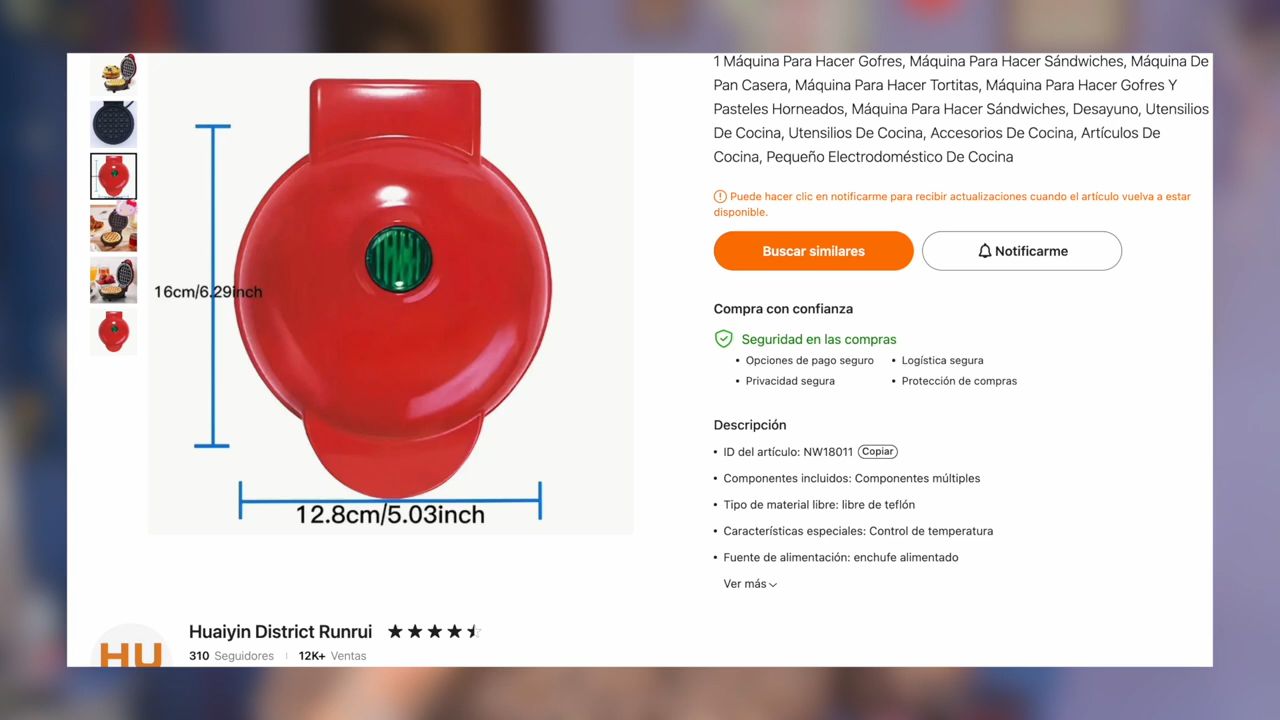 1 Máquina Para Hacer Gofres, Máquina Para Hacer Sándwiches, Máquina De
Pan Casera, Máquina Para Hacer Tortitas, Máquina Para Hacer Gofres Y
Pasteles Horneados, Máquina Para Hacer Sándwiches, Desayuno, Utensilios
De Cocina, Utensilios De Cocina, Accesorios De Cocina, Artículos De
Cocina, Pequeño Electrodoméstico De Cocina
Puede hacer clic en notificarme para recibir actualizaciones cuando el artículo vuelva a estar
disponible.
Buscar similares
Notificarme
16cm/6.29inch
12.8cm/5.03inch
Compra con confianza
Seguridad en las compras
• Opciones de pago seguro
• Logística segura
• Privacidad segura
• Protección de compras
Descripción
• ID del artículo: NW18011 Copiar
• Componentes incluidos: Componentes múltiples
• Tipo de material libre: libre de teflón
• Características especiales: Control de temperatura
• Fuente de alimentación: enchufe alimentado
Ver más
HU
Huaiyin District Runrui
310 Seguidores
12K+ Ventas